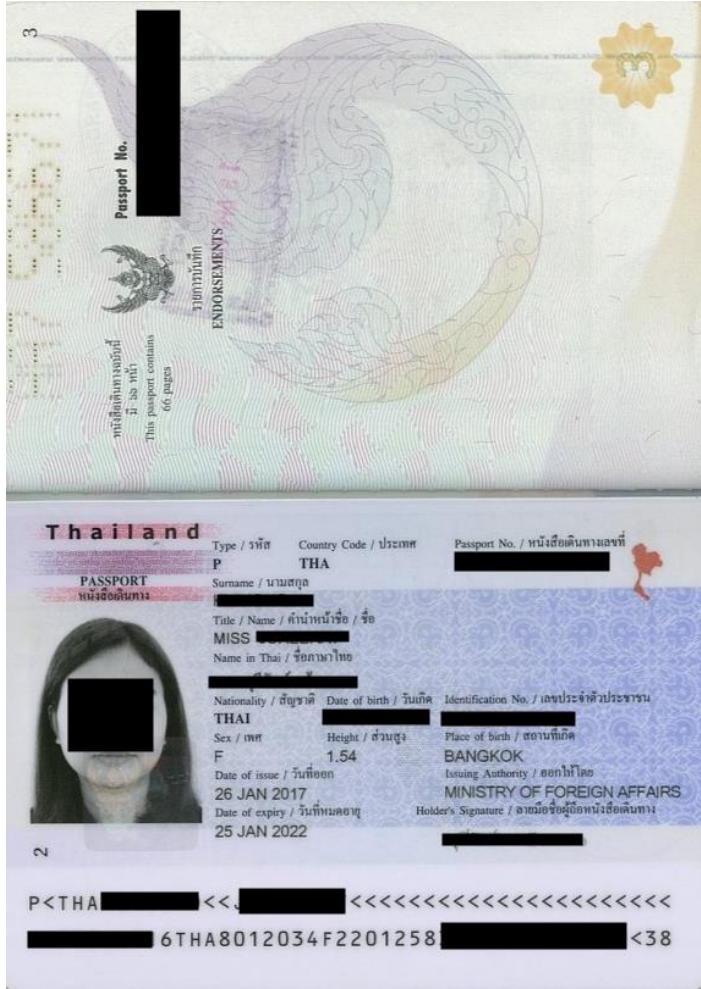 3
Passport No.
หนังสือเดินทางฉบับนี้
มี ๖๖ หน้า
This passport contains
66 pages
รายการบันทึก
ENDORSEMENTS
๓
Thailand
PASSPORT
หนังสือเดินทาง
Type / รหัส Country Code / ประเทศ Passport No. / หนังสือเดินทางเลขที่
P THA
Surname / นามสกุล
Title / Name / คำนำหน้าชื่อ / ชื่อ
MISS
Name in Thai / ชื่อภาษาไทย
Nationality / สัญชาติ Date of birth / วันเกิด Identification No. / เลขประจำตัวประชาชน
THAI
Sex / เพศ Height / ส่วนสูง Place of birth / สถานที่เกิด
F 1.54 BANGKOK
Date of issue / วันที่ออก Issuing Authority / ออกให้โดย
26 JAN 2017 MINISTRY OF FOREIGN AFFAIRS
Date of expiry / วันที่หมดอายุ Holder's Signature / ลายมือชื่อผู้ถือหนังสือเดินทาง
25 JAN 2022
2
P<THA <<J <<<<<<<<<<<<<<<<<<<<<<
6THA8012034F2201258 <38